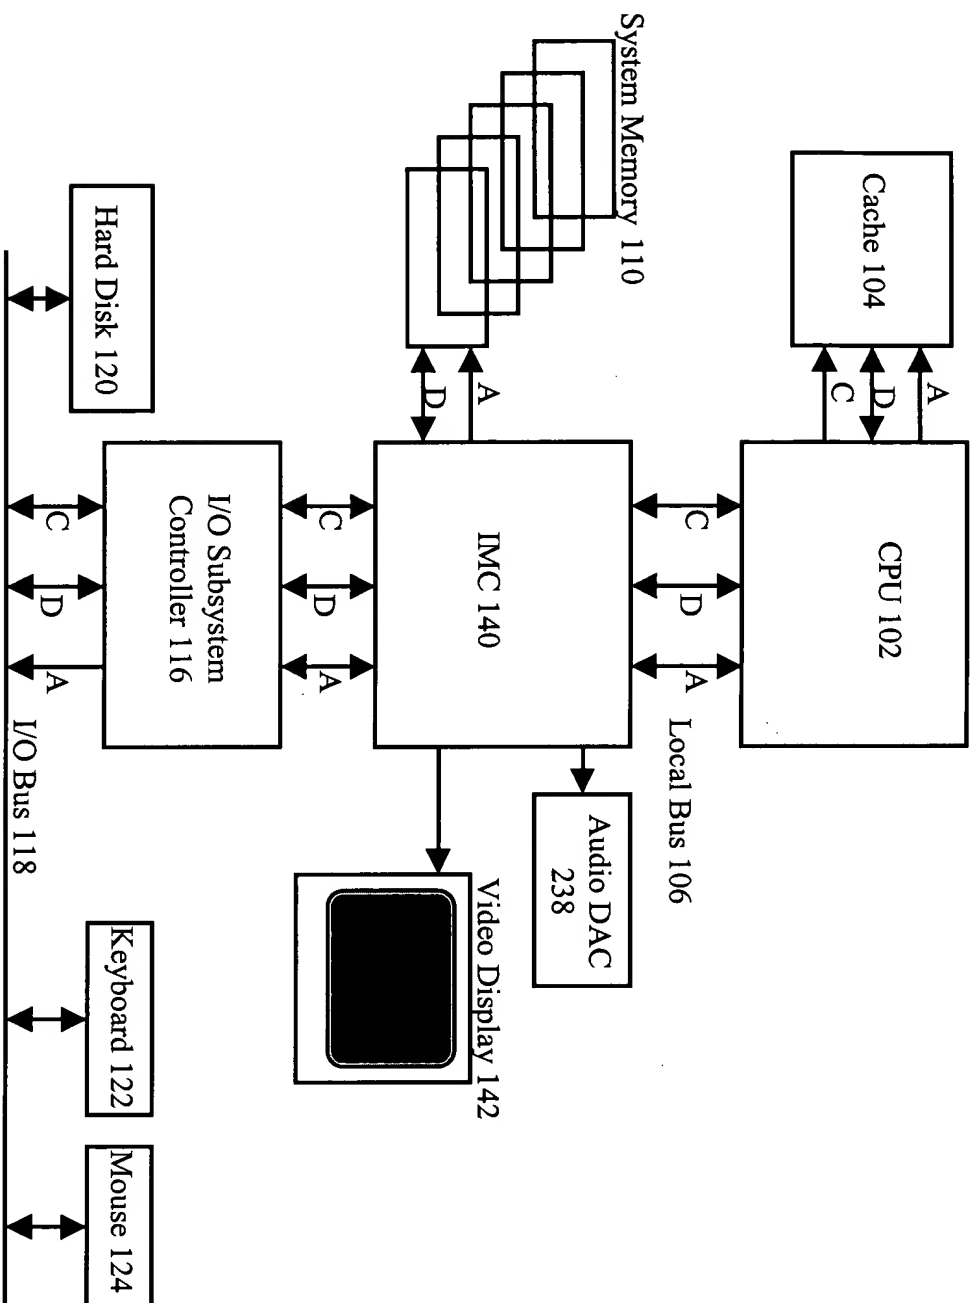 CPU 102
Cache 104
A
D
C
C
D
A
Local Bus 106
System Memory 110
A
D
IMC 140
Audio DAC
238
Video Display 142
C
D
A
I/O Subsystem
Controller 116
Hard Disk 120
Keyboard 122
Mouse 124
C
D
A
I/O Bus 118